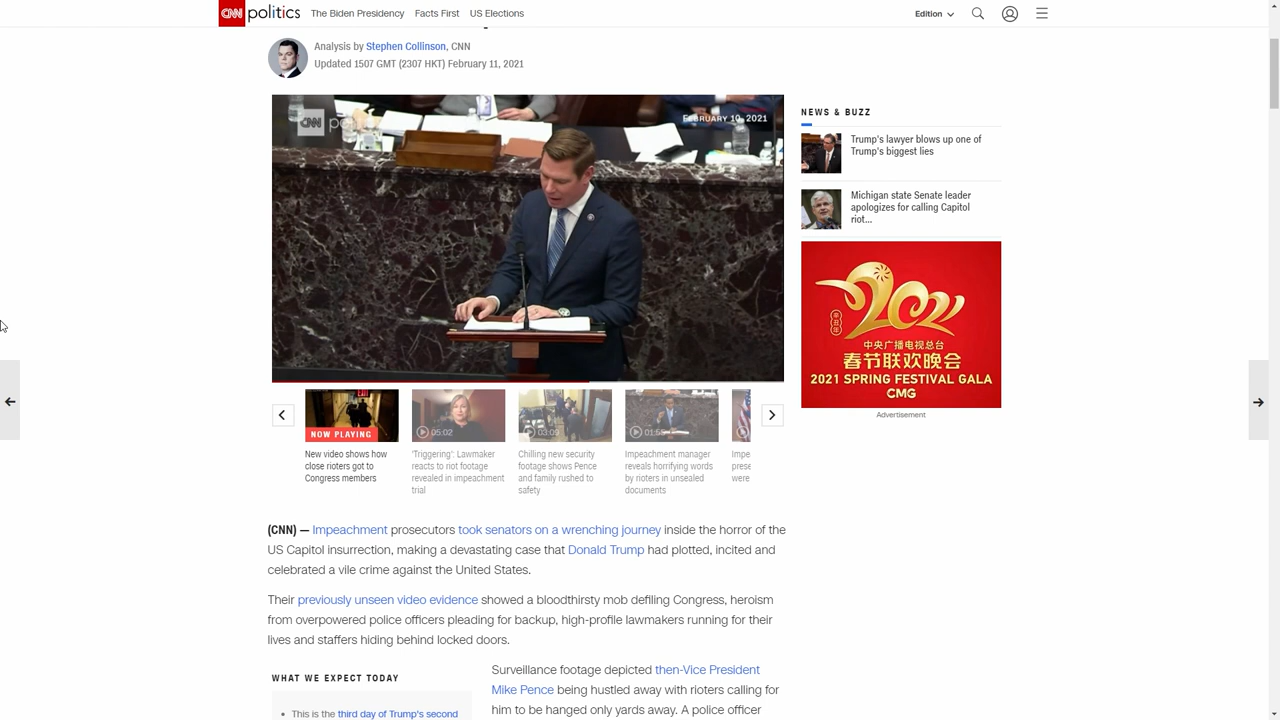 CNN politics The Biden Presidency Facts First US Elections Edition
Analysis by Stephen Collinson, CNN
Updated 1507 GMT (2307 HKT) February 11, 2021
CNN
FEBRUARY 10, 2021
NEWS & BUZZ
Trump's lawyer blows up one of
Trump's biggest lies
Michigan state Senate leader
apologizes for calling Capitol
riot...
辛丑年
中央广播电视总台
春节联欢晚会
2021 SPRING FESTIVAL GALA
CMG
Advertisement
NOW PLAYING
New video shows how
close rioters got to
Congress members
05:02
'Triggering': Lawmaker
reacts to riot footage
revealed in impeachment
trial
03:09
Chilling new security
footage shows Pence
and family rushed to
safety
Impeachment manager
reveals horrifying words
by rioters in unsealed
documents
Impe
prese
were
(CNN) — Impeachment prosecutors took senators on a wrenching journey inside the horror of the
US Capitol insurrection, making a devastating case that Donald Trump had plotted, incited and
celebrated a vile crime against the United States.
Their previously unseen video evidence showed a bloodthirsty mob defiling Congress, heroism
from overpowered police officers pleading for backup, high-profile lawmakers running for their
lives and staffers hiding behind locked doors.
WHAT WE EXPECT TODAY
• This is the third day of Trump's second
Surveillance footage depicted then-Vice President
Mike Pence being hustled away with rioters calling for
him to be hanged only yards away. A police officer